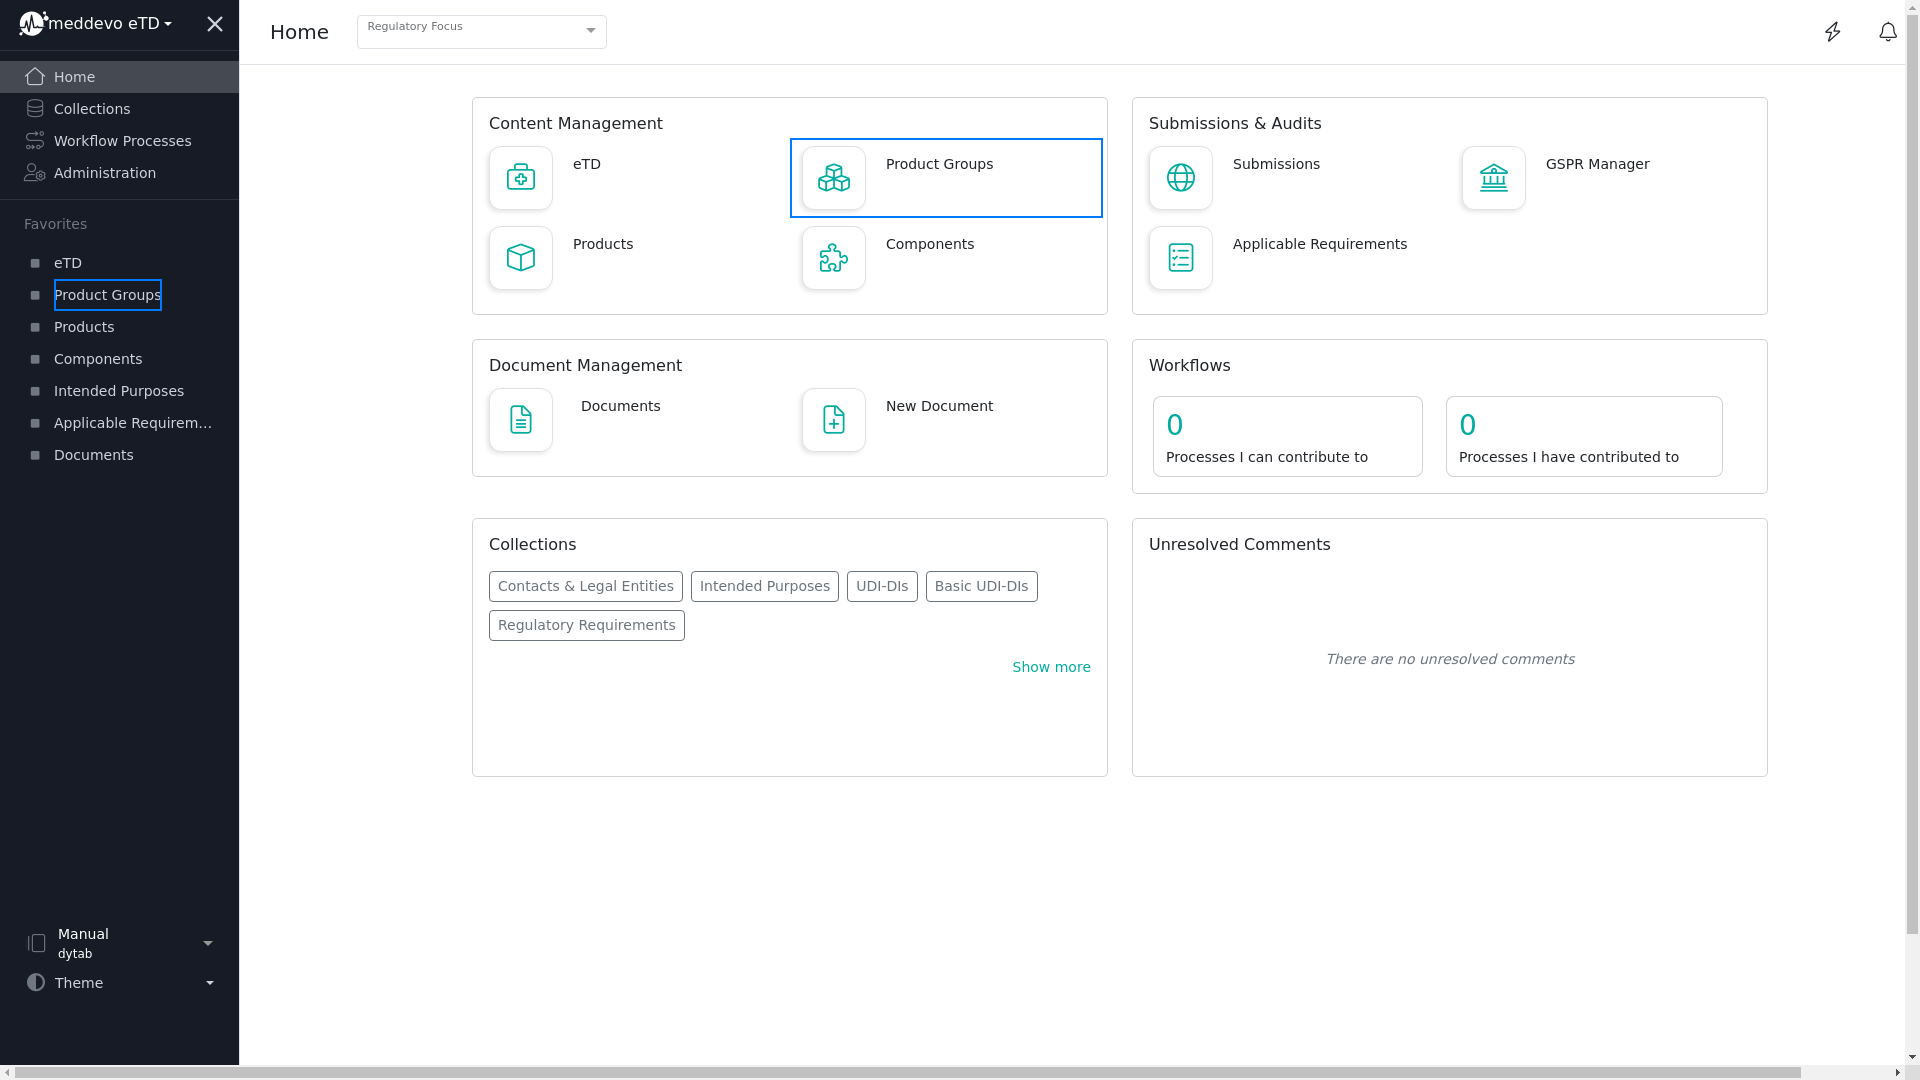 meddevo eTD
Home
Collections
Workflow Processes
Administration
Favorites
eTD
Product Groups
Products
Components
Intended Purposes
Applicable Requirem...
Documents
Manual
dytab
Theme
Home
Regulatory Focus
Content Management
eTD
Product Groups
Products
Components
Submissions & Audits
Submissions
GSPR Manager
Applicable Requirements
Document Management
Documents
New Document
Workflows
0
Processes I can contribute to
0
Processes I have contributed to
Collections
Contacts & Legal Entities
Intended Purposes
UDI-DIs
Basic UDI-DIs
Regulatory Requirements
Show more
Unresolved Comments
There are no unresolved comments